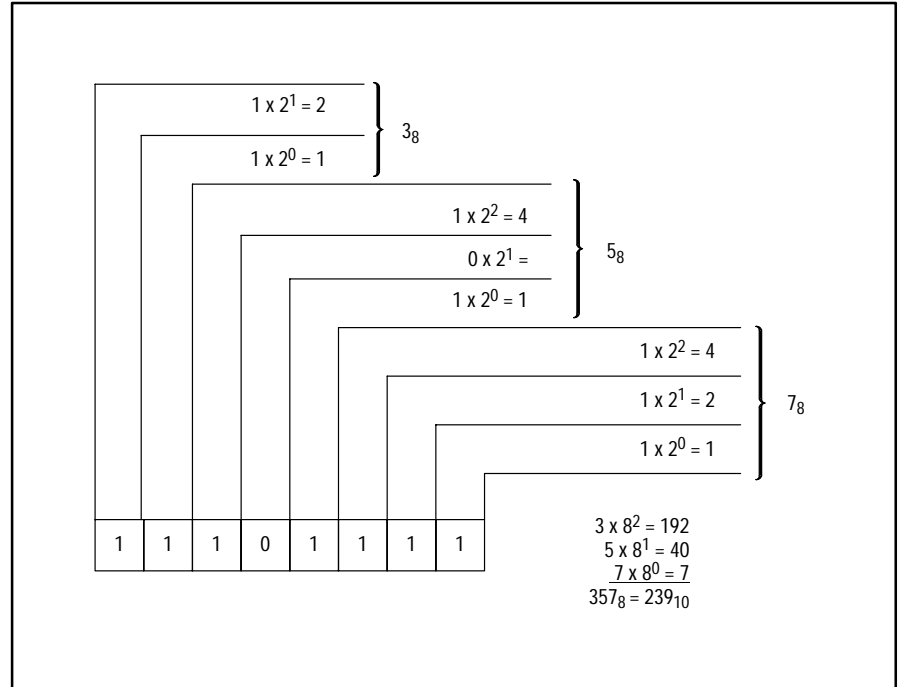 1 x 2¹ = 2
3₈
1 x 2⁰ = 1
1 x 2² = 4
0 x 2¹ =
5₈
1 x 2⁰ = 1
1 x 2² = 4
1 x 2¹ = 2
7₈
1 x 2⁰ = 1
1 1 1 0 1 1 1 1
3 x 8² = 192
5 x 8¹ = 40
7 x 8⁰ = 7
357₈ = 239₁₀